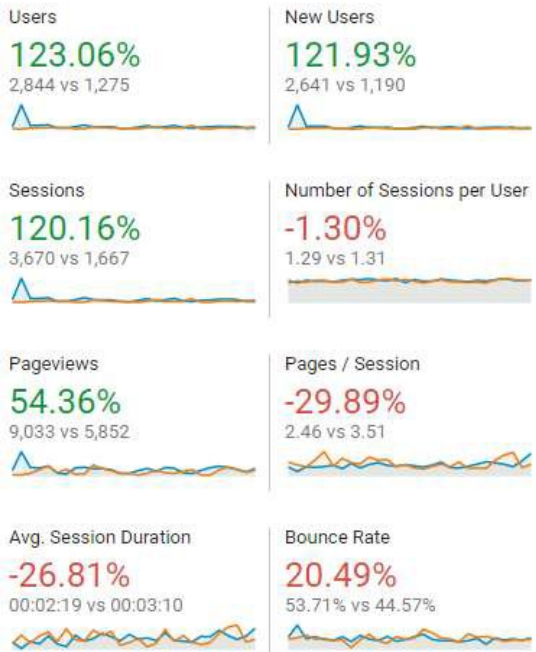 Users
123.06%
2,844 vs 1,275
New Users
121.93%
2,641 vs 1,190
Sessions
120.16%
3,670 vs 1,667
Number of Sessions per User
-1.30%
1.29 vs 1.31
Pageviews
54.36%
9,033 vs 5,852
Pages / Session
-29.89%
2.46 vs 3.51
Avg. Session Duration
-26.81%
00:02:19 vs 00:03:10
Bounce Rate
20.49%
53.71% vs 44.57%